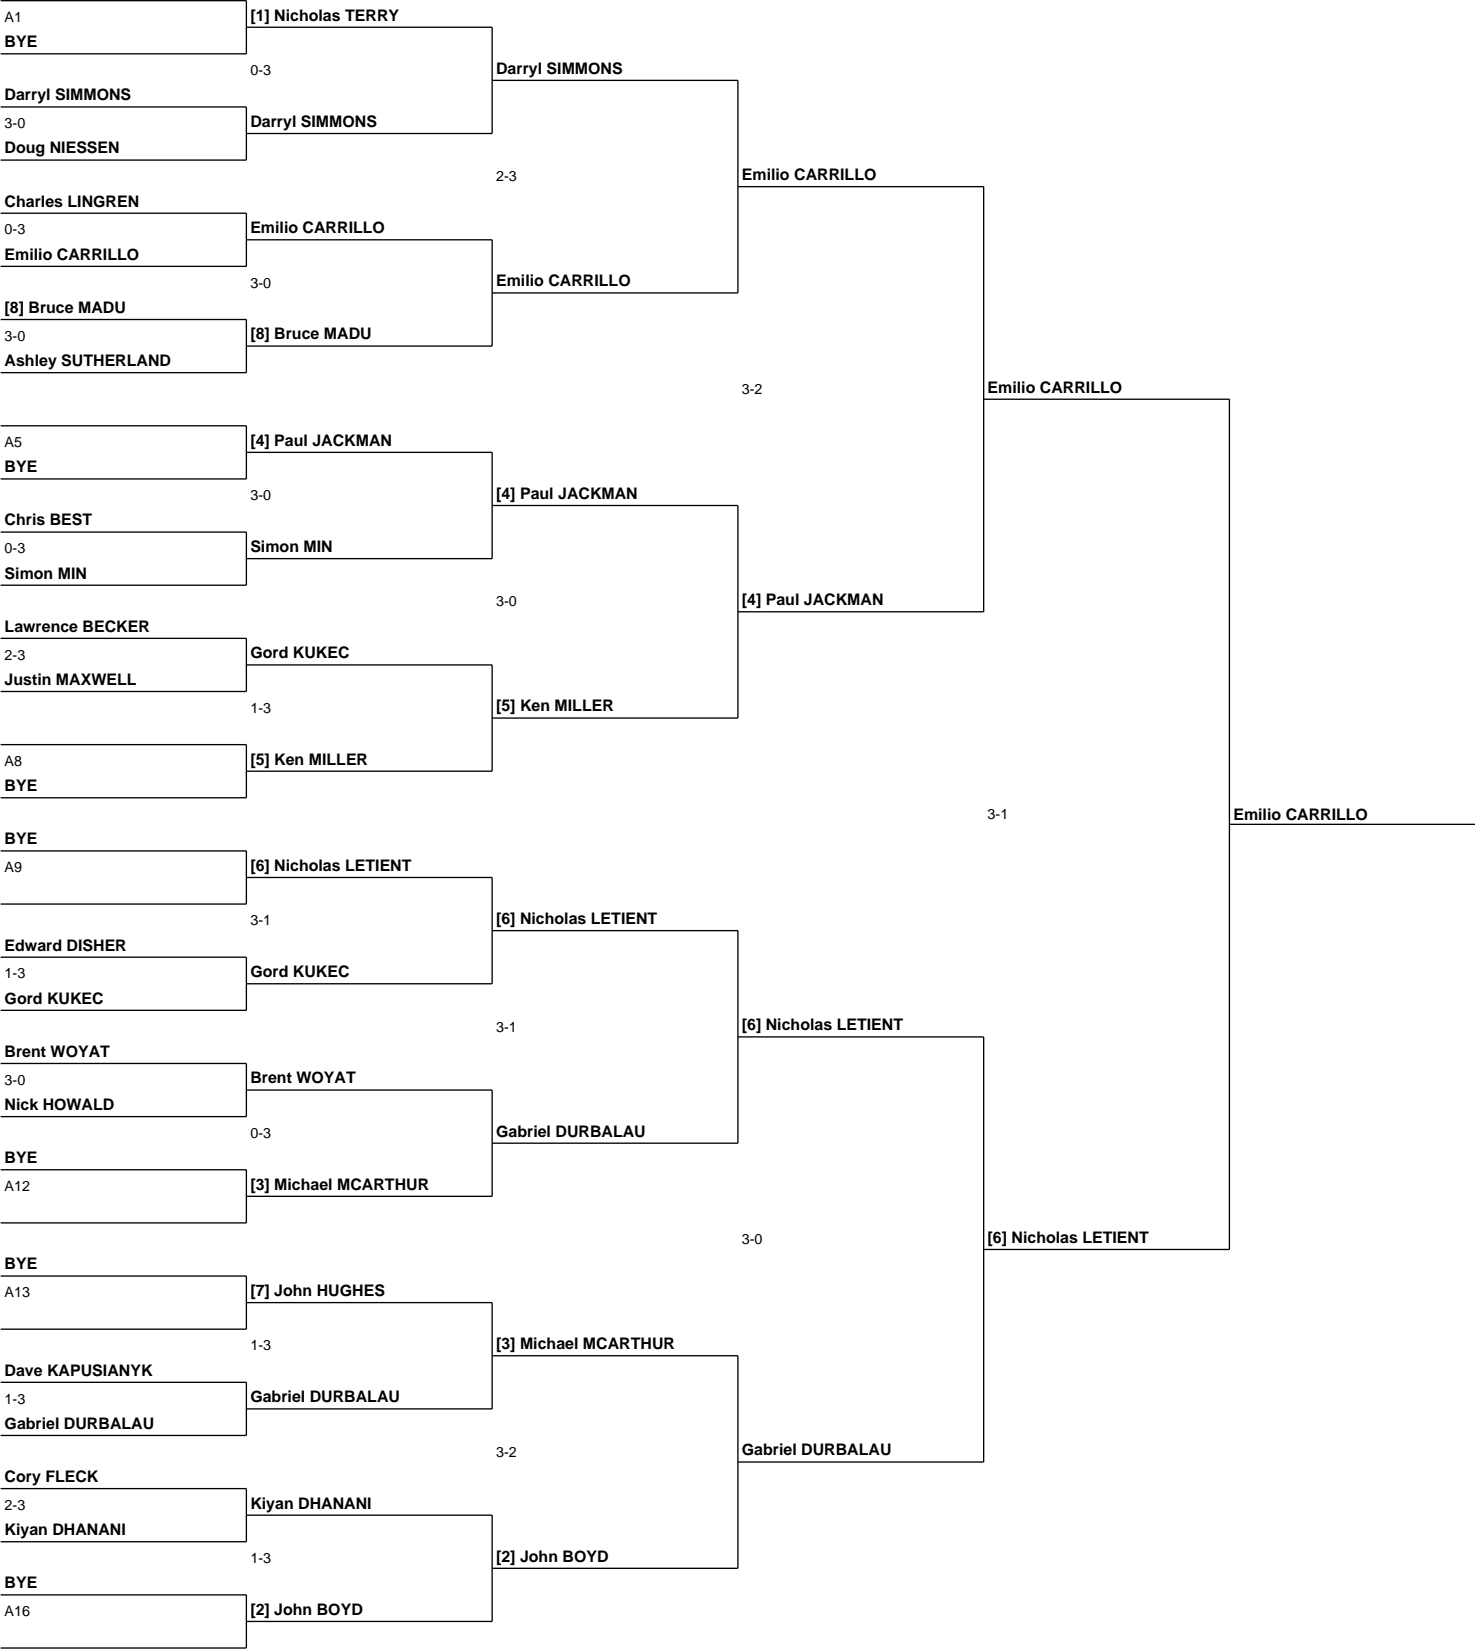 A1
BYE
[1] Nicholas TERRY
0-3
Darryl SIMMONS
3-0
Doug NIESSEN
Darryl SIMMONS
Darryl SIMMONS
2-3
Charles LINGREN
0-3
Emilio CARRILLO
Emilio CARRILLO
3-0
[8] Bruce MADU
3-0
Ashley SUTHERLAND
[8] Bruce MADU
Emilio CARRILLO
Emilio CARRILLO
3-2
A5
BYE
[4] Paul JACKMAN
3-0
Chris BEST
0-3
Simon MIN
Simon MIN
[4] Paul JACKMAN
3-0
Lawrence BECKER
2-3
Justin MAXWELL
Gord KUKEC
1-3
A8
BYE
[5] Ken MILLER
[5] Ken MILLER
[4] Paul JACKMAN
Emilio CARRILLO
3-1
Emilio CARRILLO
BYE
A9
[6] Nicholas LETIENT
3-1
Edward DISHER
1-3
Gord KUKEC
Gord KUKEC
[6] Nicholas LETIENT
3-1
Brent WOYAT
3-0
Nick HOWALD
Brent WOYAT
0-3
BYE
A12
[3] Michael MCARTHUR
Gabriel DURBALAU
[6] Nicholas LETIENT
3-0
BYE
A13
[7] John HUGHES
1-3
Dave KAPUSIANYK
1-3
Gabriel DURBALAU
Gabriel DURBALAU
[3] Michael MCARTHUR
3-2
Cory FLECK
2-3
Kiyan DHANANI
Kiyan DHANANI
1-3
BYE
A16
[2] John BOYD
[2] John BOYD
Gabriel DURBALAU
[6] Nicholas LETIENT